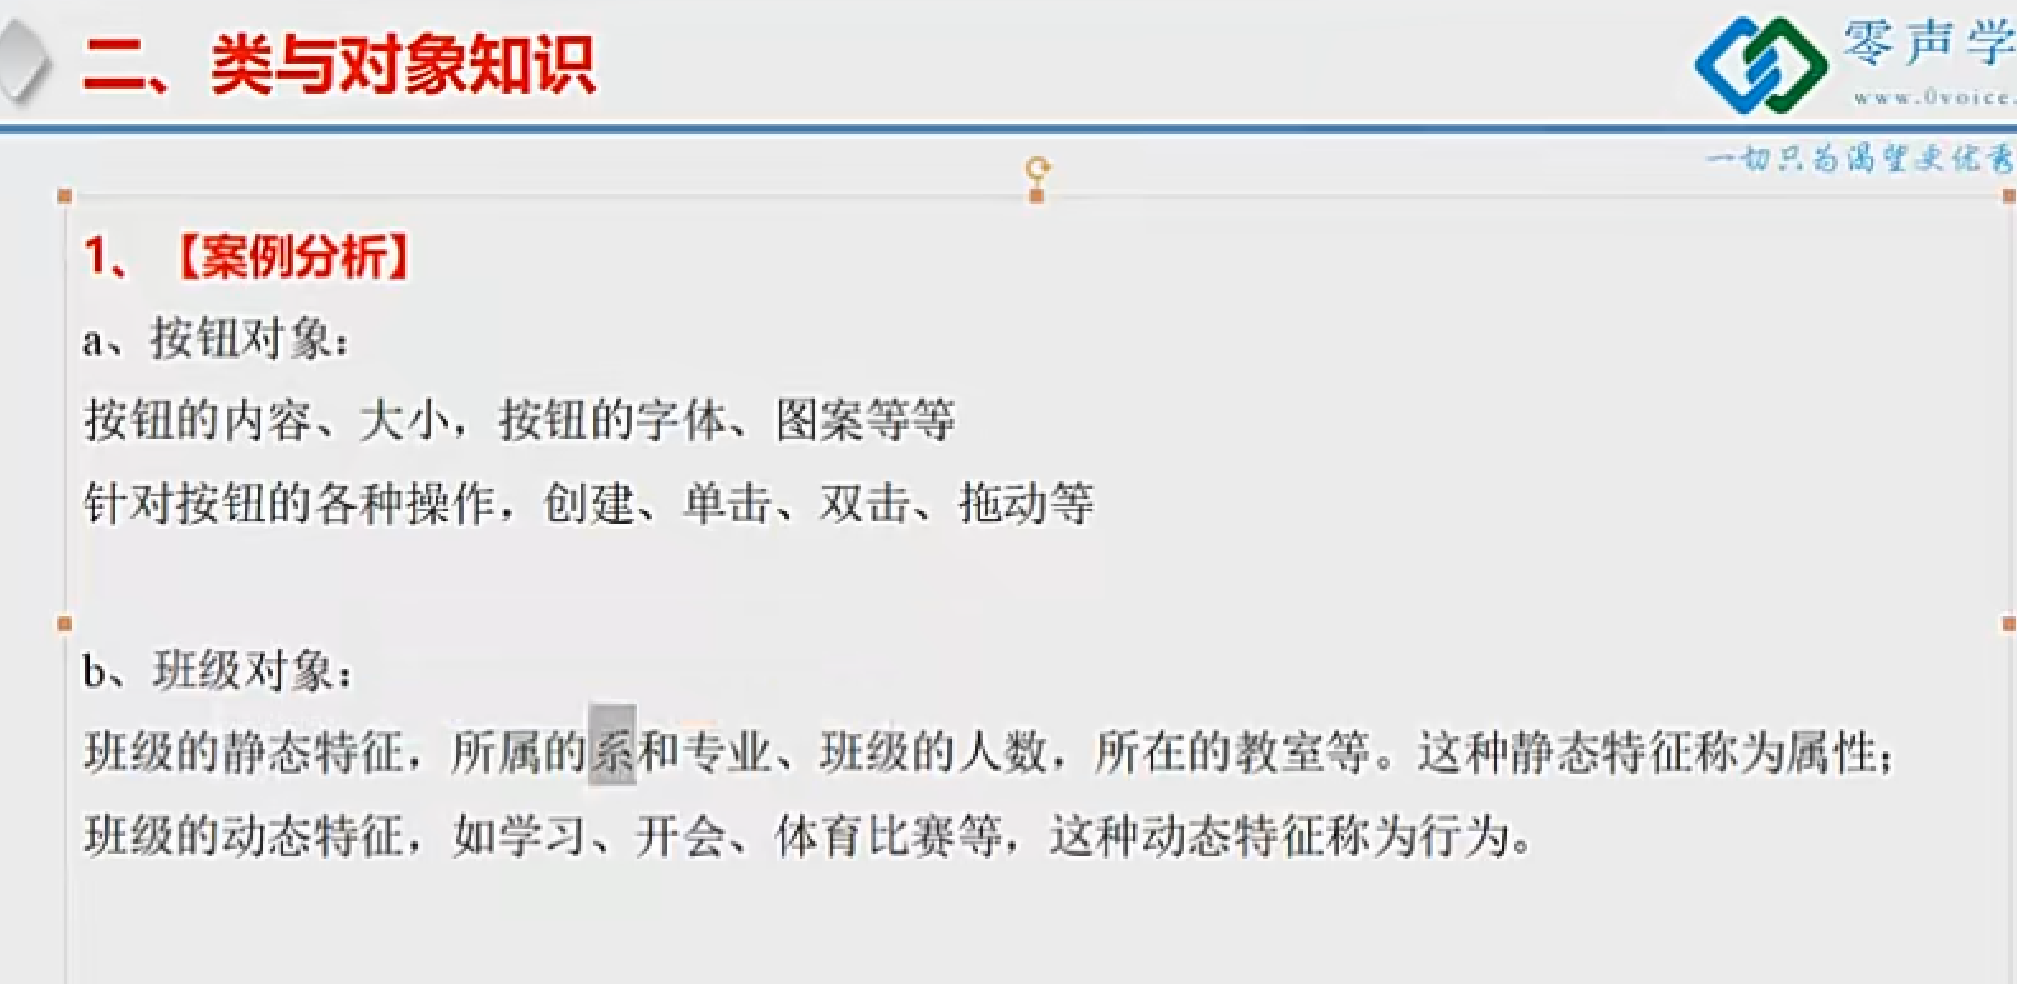 二、类与对象知识
零声学
www.0voice.
一切只为渴望更优秀
1、【案例分析】
a、按钮对象：
按钮的内容、大小，按钮的字体、图案等等
针对按钮的各种操作，创建、单击、双击、拖动等
b、班级对象：
班级的静态特征，所属的系和专业、班级的人数，所在的教室等。这种静态特征称为属性；
班级的动态特征，如学习、开会、体育比赛等，这种动态特征称为行为。